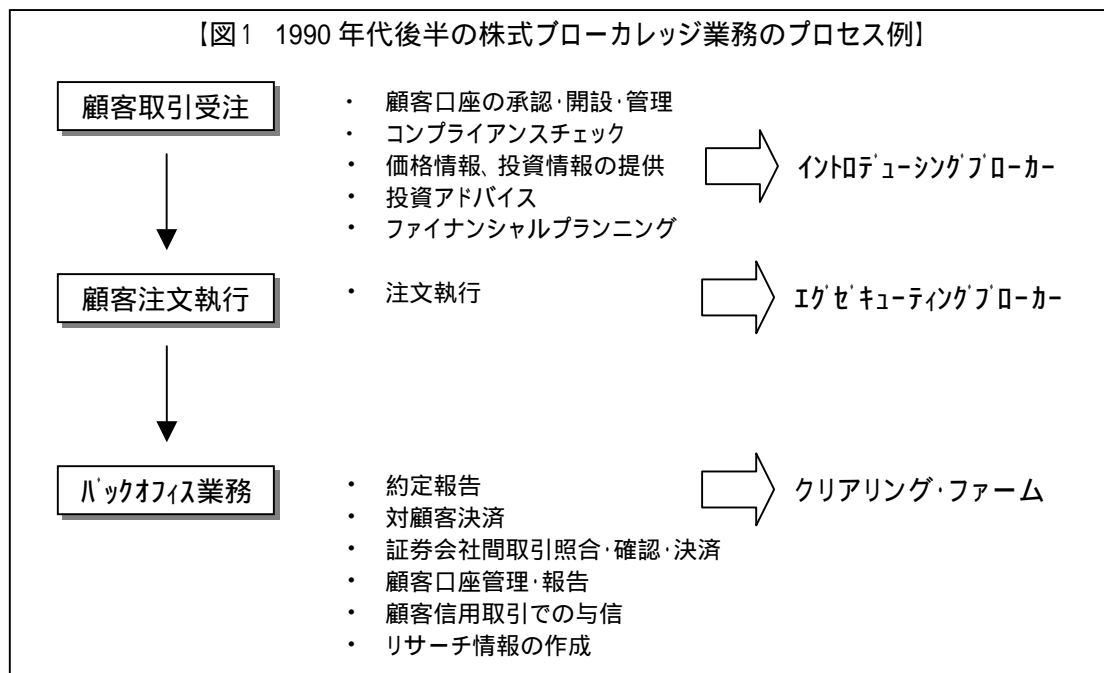 【図1 1990 年代後半の株式ブローカレッジ業務のプロセス例】
顧客取引受注
・ 顧客口座の承認・開設・管理
・ コンプライアンスチェック
・ 価格情報、投資情報の提供
・ 投資アドバイス
・ ファイナンシャルプランニング
ｲﾝﾄﾛﾃﾞｭｰｼﾝｸﾞﾌﾞﾛｰｶｰ
顧客注文執行
・ 注文執行
ｴｸﾞｾﾞｷｭｰﾃｨﾝｸﾞﾌﾞﾛｰｶｰ
ﾊﾞｯｸｵﾌｨｽ業務
・ 約定報告
・ 対顧客決済
・ 証券会社間取引照合・確認・決済
・ 顧客口座管理・報告
・ 顧客信用取引での与信
・ リサーチ情報の作成
クリアリング・ファーム